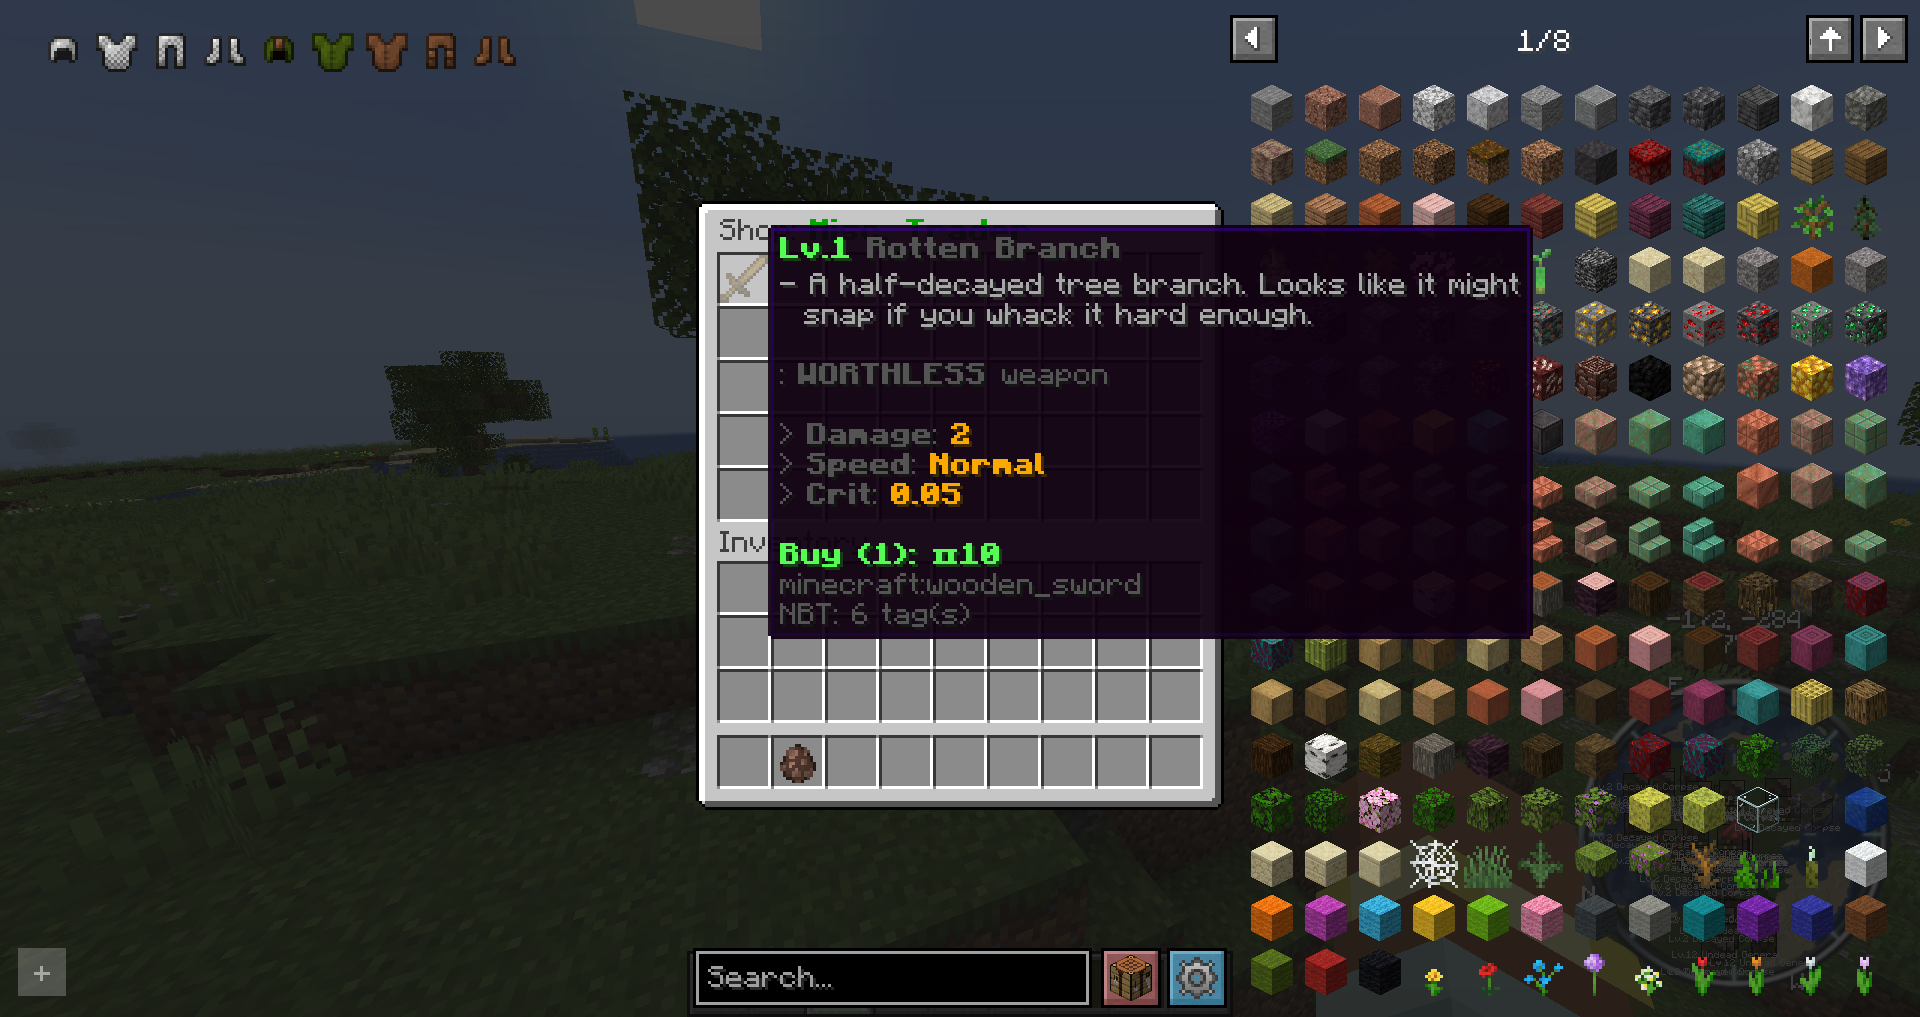 1/8
Lv.1 Rotten Branch
- A half-decayed tree branch. Looks like it might
snap if you whack it hard enough.
: WORTHLESS weapon
> Damage: 2
> Speed: Normal
> Crit: 0.05
Buy (1): ¤10
minecraft:wooden_sword
NBT: 6 tag(s)
Search...